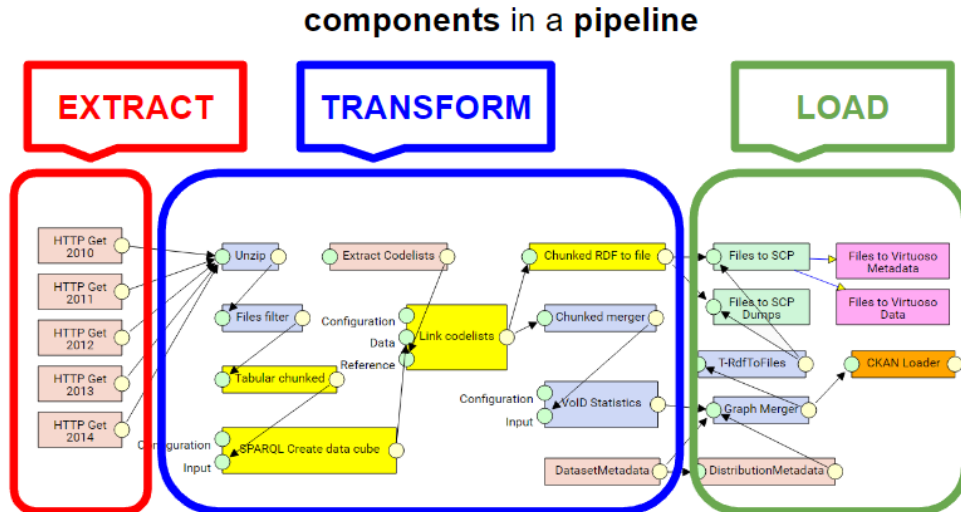 components in a pipeline
EXTRACT
TRANSFORM
LOAD
HTTP Get
2010
HTTP Get
2011
HTTP Get
2012
HTTP Get
2013
HTTP Get
2014
Unzip
Files filter
Tabular chunked
Configuration
Input
SPARQL Create data cube
Extract Codelists
Configuration
Data
Reference
Link codelists
Chunked RDF to file
Chunked merger
Configuration
Input
VoID Statistics
DatasetMetadata
Files to SCP
Files to SCP
Dumps
T-RdfToFiles
Graph Merger
DistributionMetadata
Files to Virtuoso
Metadata
Files to Virtuoso
Data
CKAN Loader